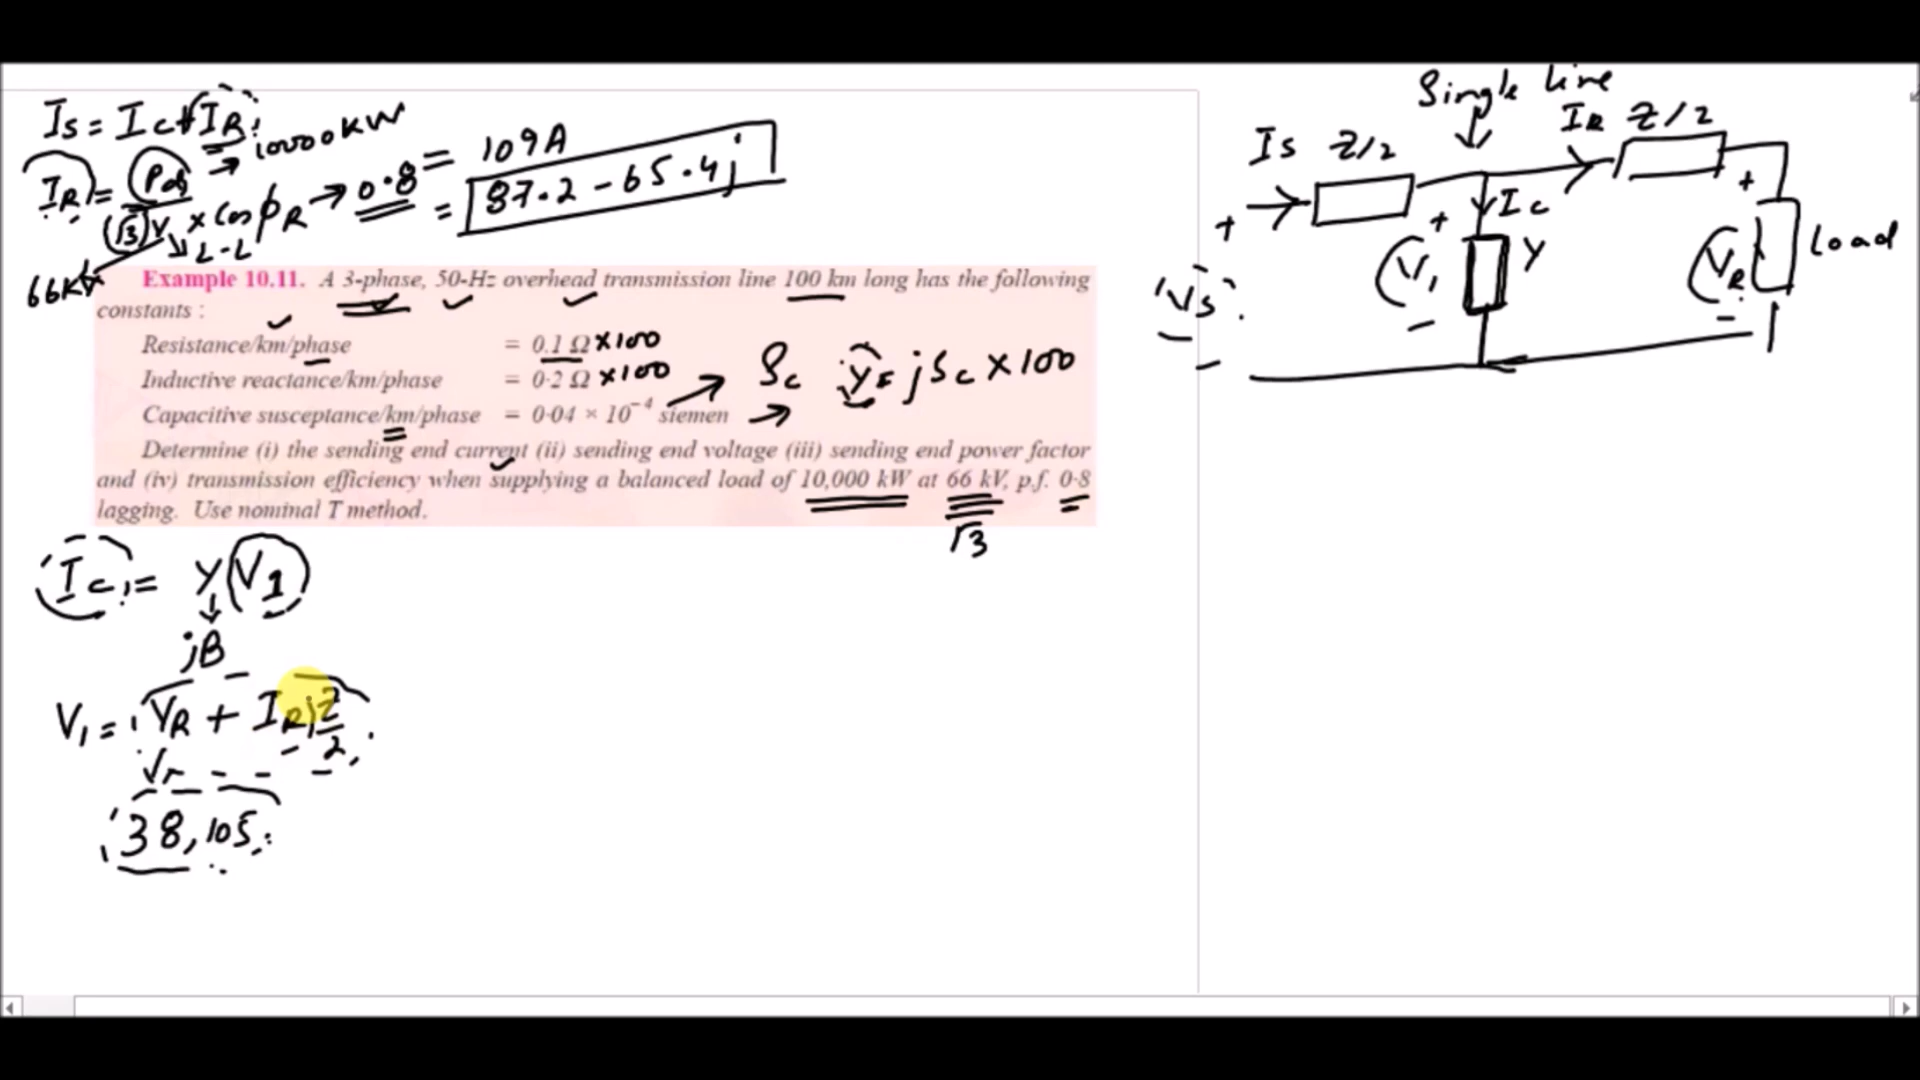 Is = Ic + IR
IR = Pd → 10000 KW
√3 V × Cos φR → 0.8 = 109A
L-L
= 87.2 - 65.4j
66KV
Example 10.11. A 3-phase, 50-Hz overhead transmission line 100 km long has the following
constants :
Resistance/km/phase = 0.1 Ω ×100
Inductive reactance/km/phase = 0·2 Ω ×100
Capacitive susceptance/km/phase = 0·04 × 10⁻⁴ siemen
Sc jy = jSc × 100
Determine (i) the sending end current (ii) sending end voltage (iii) sending end power factor
and (iv) transmission efficiency when supplying a balanced load of 10,000 kW at 66 kV, p.f. 0·8
lagging. Use nominal T method.
√3
Ic = Y V1
jB
V1 = VR + IR Z/2
38,105
Single line
Is Z/2 IR Z/2
+ + Ic +
Vs V1 Y VR Load
- - -